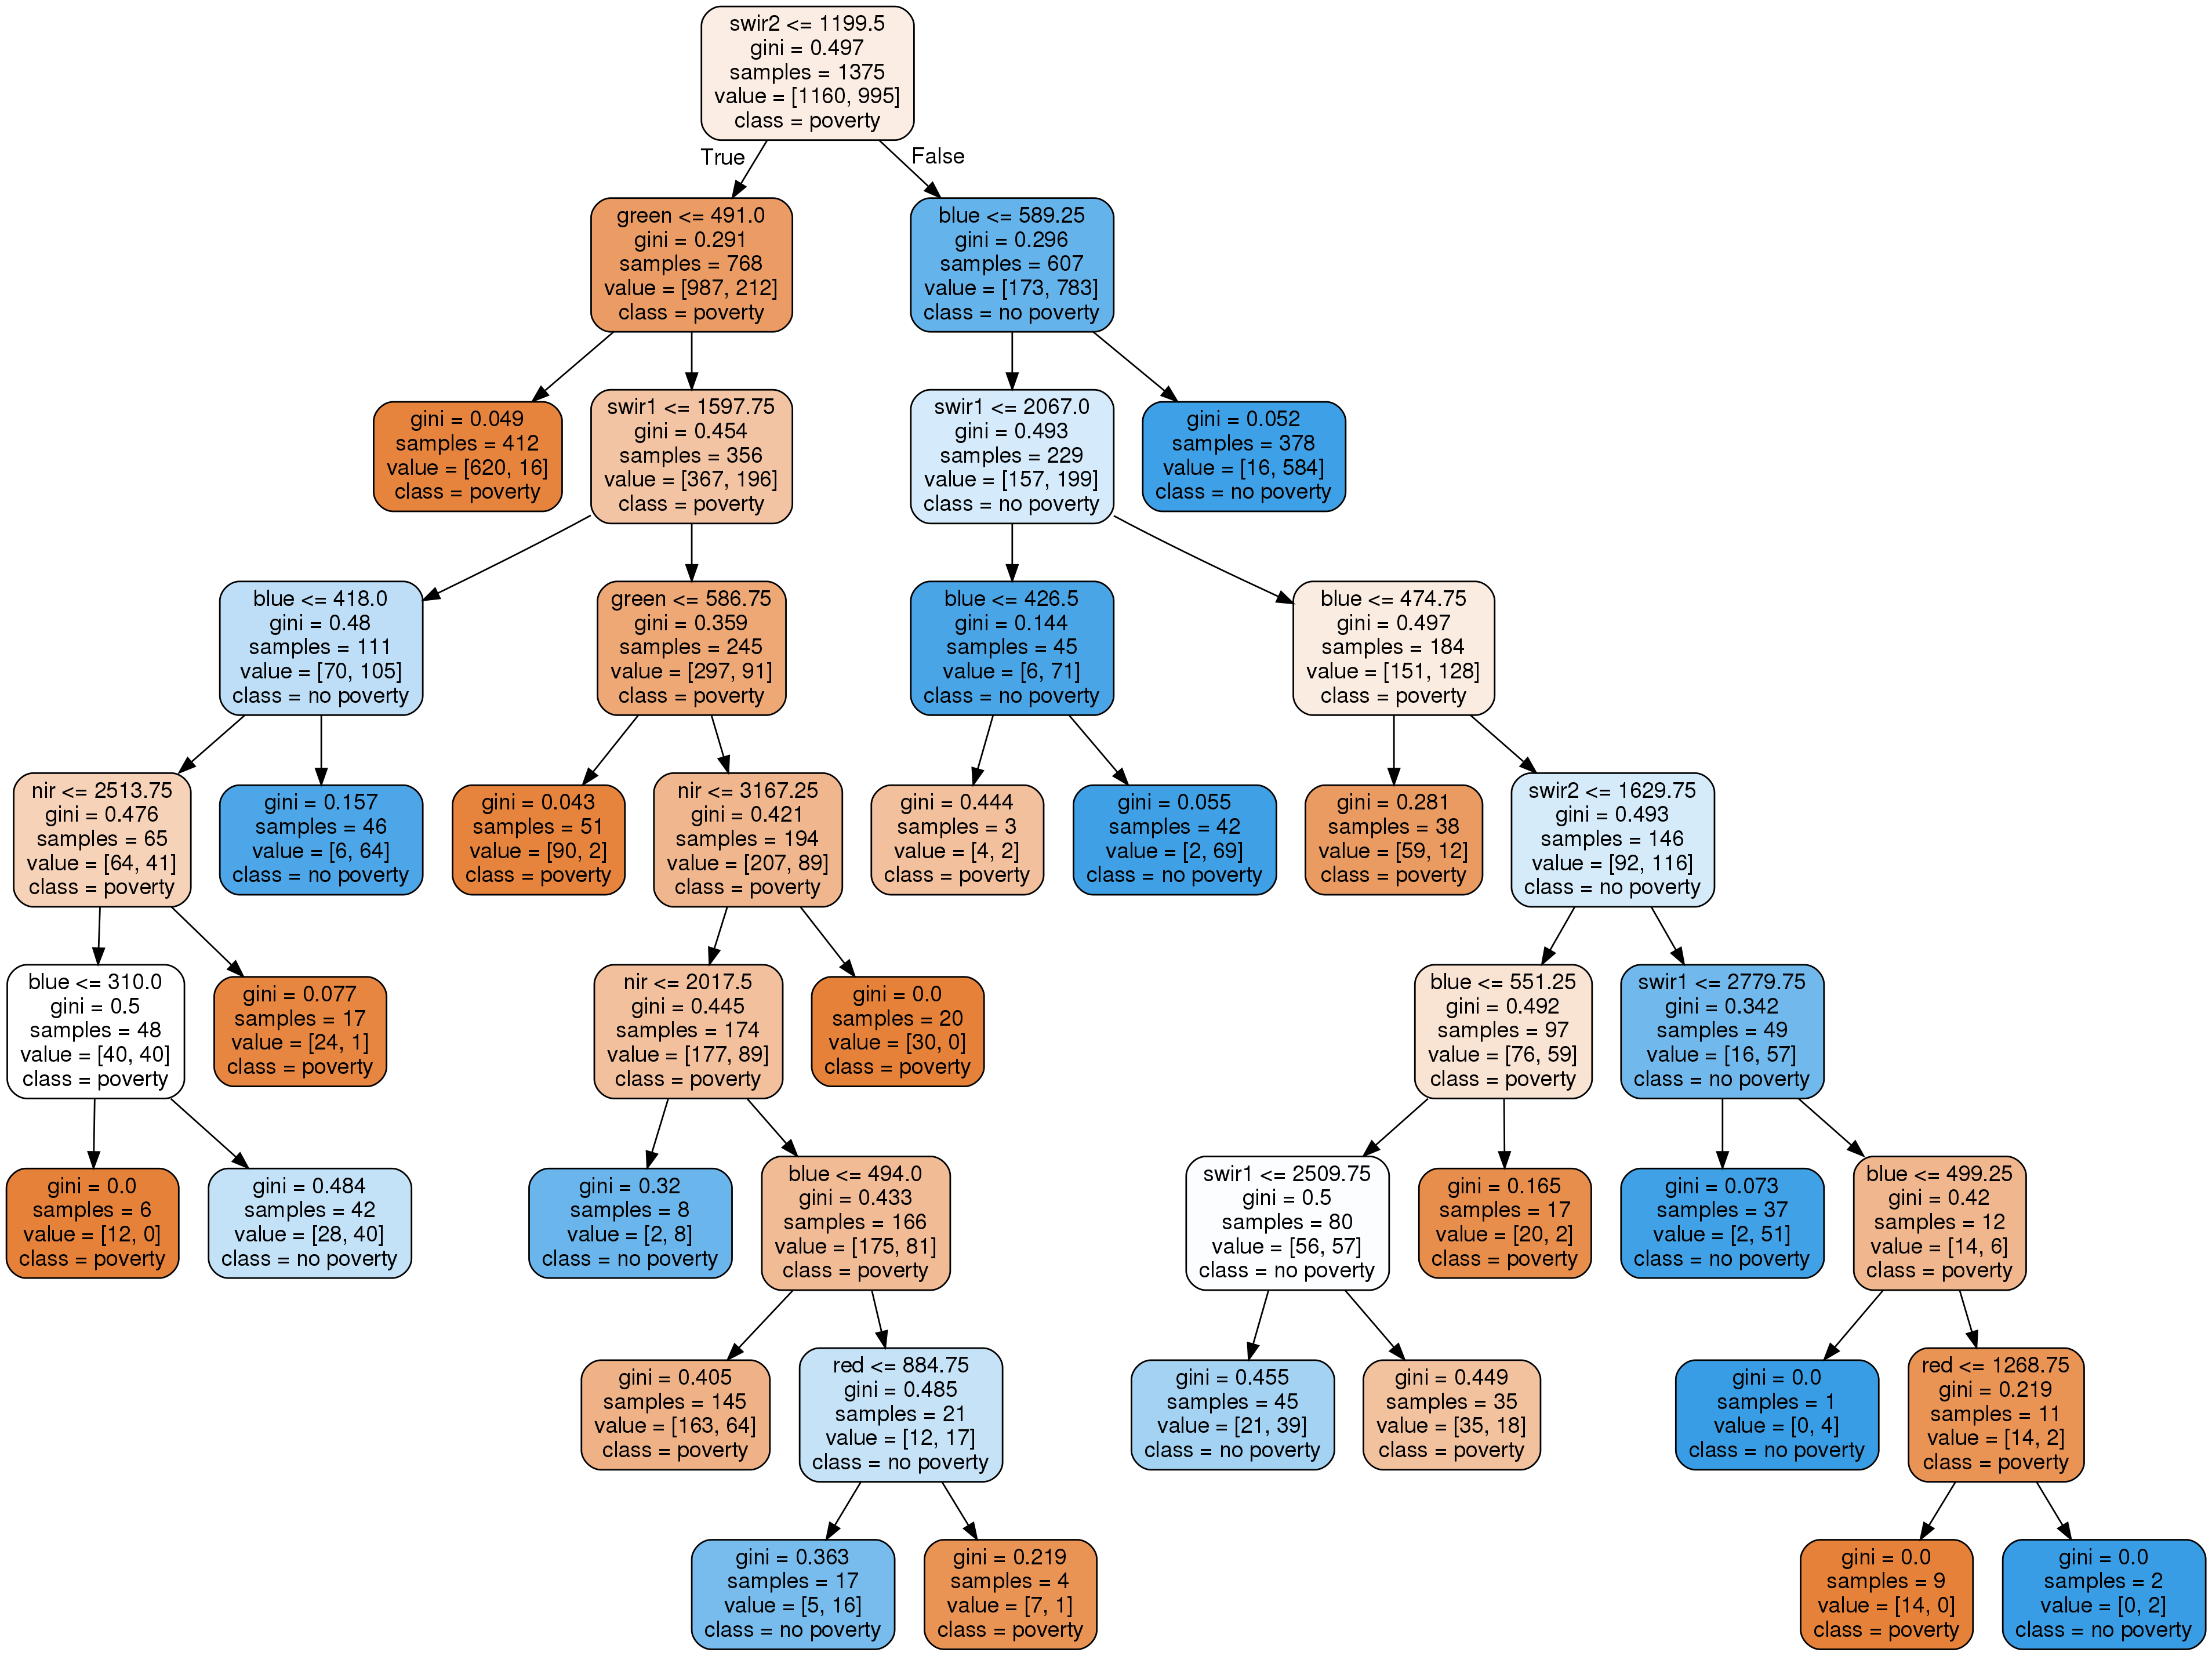 swir2 <= 1199.5
gini = 0.497
samples = 1375
value = [1160, 995]
class = poverty
True
False
green <= 491.0
gini = 0.291
samples = 768
value = [987, 212]
class = poverty
blue <= 589.25
gini = 0.296
samples = 607
value = [173, 783]
class = no poverty
gini = 0.049
samples = 412
value = [620, 16]
class = poverty
swir1 <= 1597.75
gini = 0.454
samples = 356
value = [367, 196]
class = poverty
swir1 <= 2067.0
gini = 0.493
samples = 229
value = [157, 199]
class = no poverty
gini = 0.052
samples = 378
value = [16, 584]
class = no poverty
blue <= 418.0
gini = 0.48
samples = 111
value = [70, 105]
class = no poverty
green <= 586.75
gini = 0.359
samples = 245
value = [297, 91]
class = poverty
blue <= 426.5
gini = 0.144
samples = 45
value = [6, 71]
class = no poverty
blue <= 474.75
gini = 0.497
samples = 184
value = [151, 128]
class = poverty
nir <= 2513.75
gini = 0.476
samples = 65
value = [64, 41]
class = poverty
gini = 0.157
samples = 46
value = [6, 64]
class = no poverty
gini = 0.043
samples = 51
value = [90, 2]
class = poverty
nir <= 3167.25
gini = 0.421
samples = 194
value = [207, 89]
class = poverty
gini = 0.444
samples = 3
value = [4, 2]
class = poverty
gini = 0.055
samples = 42
value = [2, 69]
class = no poverty
gini = 0.281
samples = 38
value = [59, 12]
class = poverty
swir2 <= 1629.75
gini = 0.493
samples = 146
value = [92, 116]
class = no poverty
blue <= 310.0
gini = 0.5
samples = 48
value = [40, 40]
class = poverty
gini = 0.077
samples = 17
value = [24, 1]
class = poverty
nir <= 2017.5
gini = 0.445
samples = 174
value = [177, 89]
class = poverty
gini = 0.0
samples = 20
value = [30, 0]
class = poverty
blue <= 551.25
gini = 0.492
samples = 97
value = [76, 59]
class = poverty
swir1 <= 2779.75
gini = 0.342
samples = 49
value = [16, 57]
class = no poverty
gini = 0.0
samples = 6
value = [12, 0]
class = poverty
gini = 0.484
samples = 42
value = [28, 40]
class = no poverty
gini = 0.32
samples = 8
value = [2, 8]
class = no poverty
blue <= 494.0
gini = 0.433
samples = 166
value = [175, 81]
class = poverty
swir1 <= 2509.75
gini = 0.5
samples = 80
value = [56, 57]
class = no poverty
gini = 0.165
samples = 17
value = [20, 2]
class = poverty
gini = 0.073
samples = 37
value = [2, 51]
class = no poverty
blue <= 499.25
gini = 0.42
samples = 12
value = [14, 6]
class = poverty
gini = 0.405
samples = 145
value = [163, 64]
class = poverty
red <= 884.75
gini = 0.485
samples = 21
value = [12, 17]
class = no poverty
gini = 0.455
samples = 45
value = [21, 39]
class = no poverty
gini = 0.449
samples = 35
value = [35, 18]
class = poverty
gini = 0.0
samples = 1
value = [0, 4]
class = no poverty
red <= 1268.75
gini = 0.219
samples = 11
value = [14, 2]
class = poverty
gini = 0.363
samples = 17
value = [5, 16]
class = no poverty
gini = 0.219
samples = 4
value = [7, 1]
class = poverty
gini = 0.0
samples = 9
value = [14, 0]
class = poverty
gini = 0.0
samples = 2
value = [0, 2]
class = no poverty